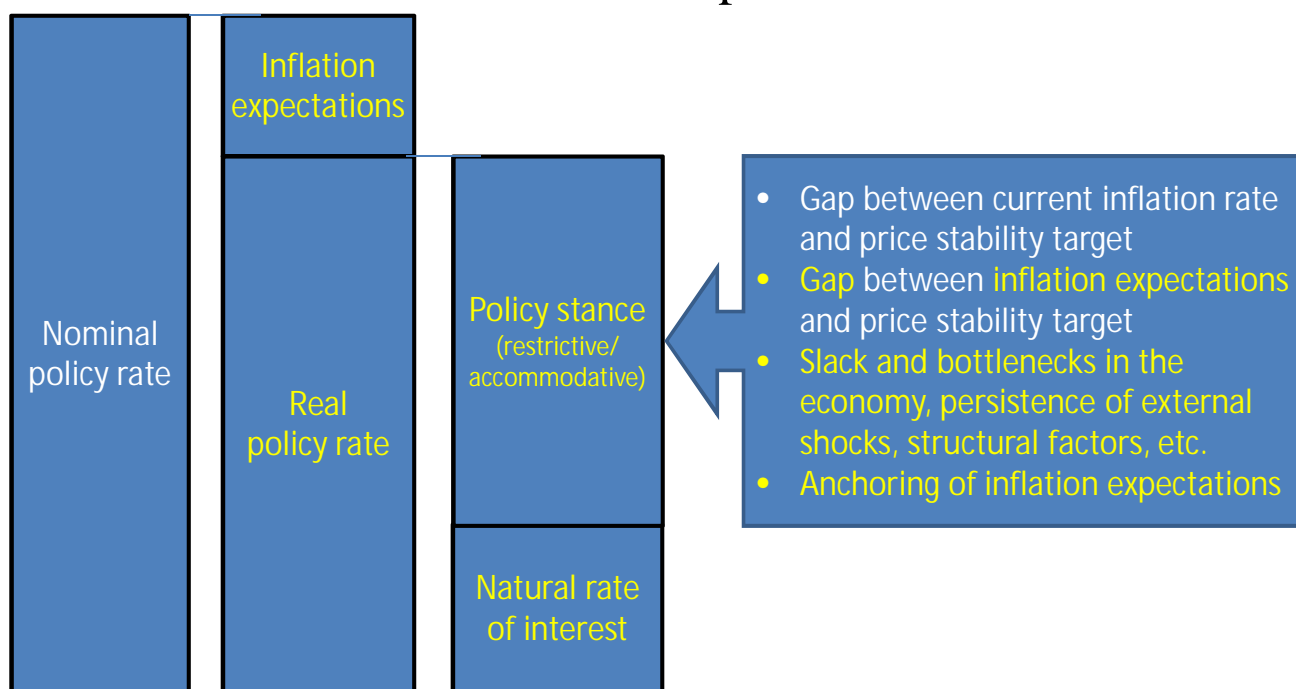 Nominal
policy rate
Inflation
expectations
Real
policy rate
Policy stance
(restrictive/
accommodative)
Natural rate
of interest
• Gap between current inflation rate
and price stability target
• Gap between inflation expectations
and price stability target
• Slack and bottlenecks in the
economy, persistence of external
shocks, structural factors, etc.
• Anchoring of inflation expectations